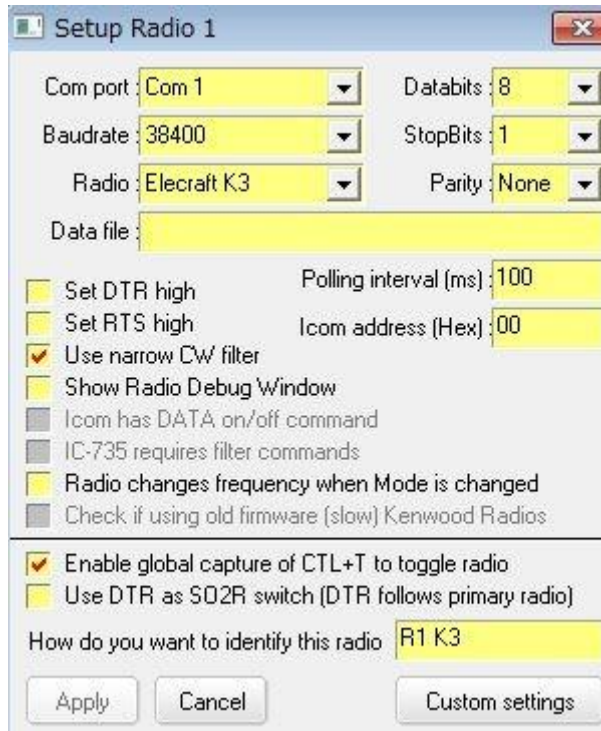 Setup Radio 1
Com port : Com 1 Databits : 8
Baudrate : 38400 StopBits : 1
Radio : Elecraft K3 Parity : None
Data file :
Polling interval (ms) : 100
Set DTR high
Set RTS high Icom address (Hex) : 00
Use narrow CW filter
Show Radio Debug Window
Icom has DATA on/off command
IC-735 requires filter commands
Radio changes frequency when Mode is changed
Check if using old firmware (slow) Kenwood Radios
Enable global capture of CTL+T to toggle radio
Use DTR as SO2R switch (DTR follows primary radio)
How do you want to identify this radio R1 K3
Apply Cancel Custom settings